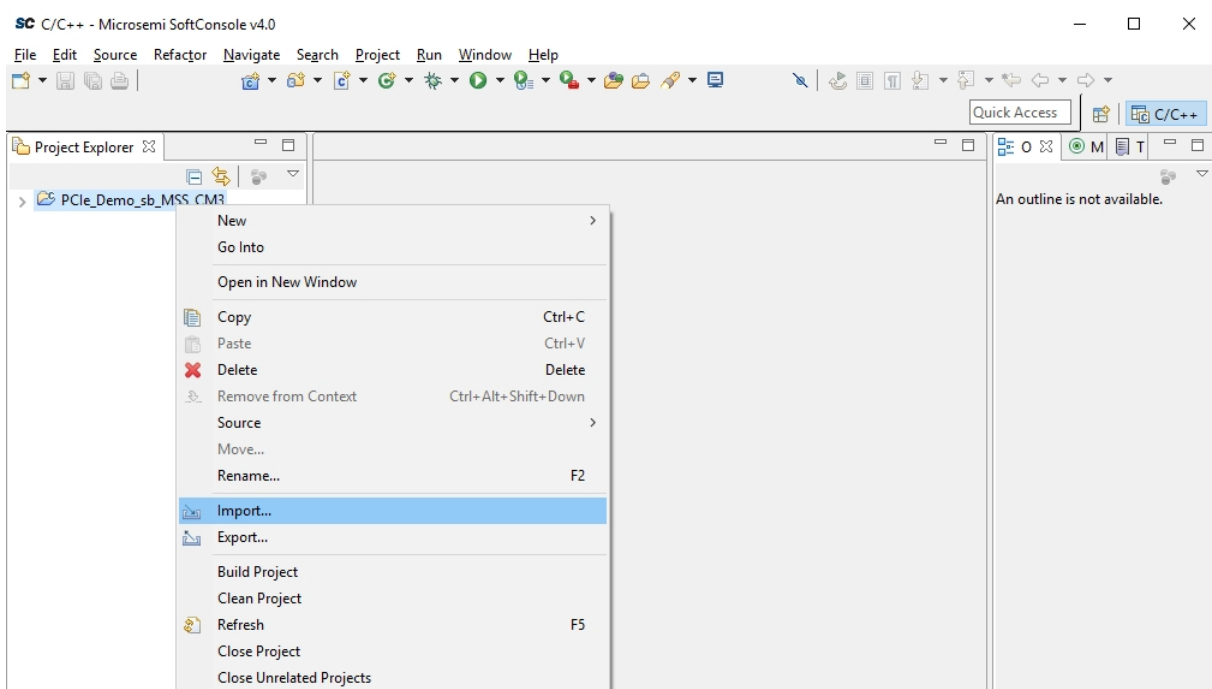 SC C/C++ - Microsemi SoftConsole v4.0
File Edit Source Refactor Navigate Search Project Run Window Help
Quick Access C/C++
Project Explorer O M T
PCIe_Demo_sb_MSS_CM3 An outline is not available.
New
Go Into
Open in New Window
Copy Ctrl+C
Paste Ctrl+V
Delete Delete
Remove from Context Ctrl+Alt+Shift+Down
Source
Move...
Rename... F2
Import...
Export...
Build Project
Clean Project
Refresh F5
Close Project
Close Unrelated Projects